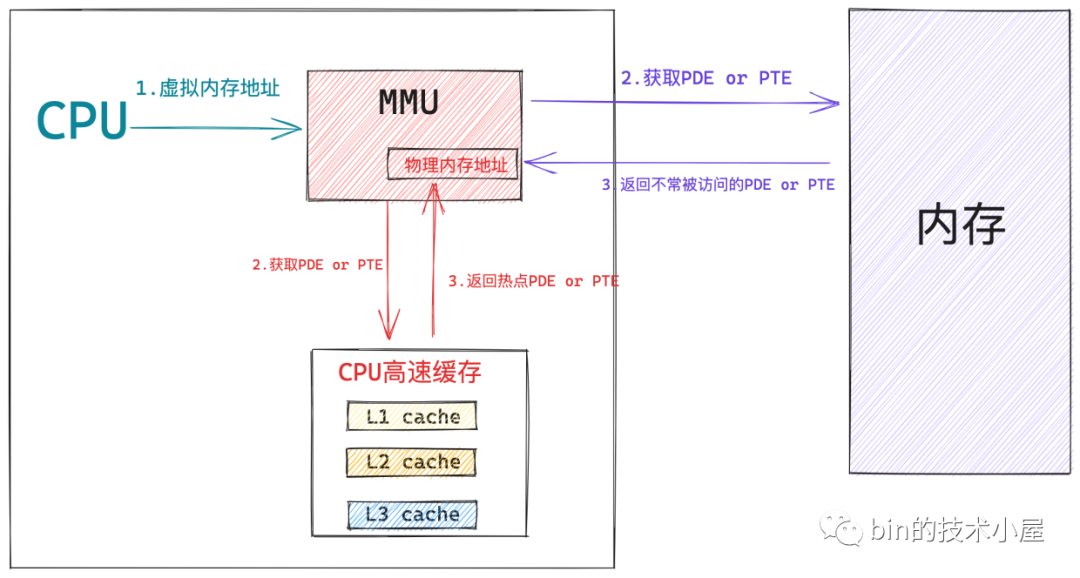 CPU
1.虚拟内存地址
MMU
物理内存地址
2.获取PDE or PTE
3.返回不常被访问的PDE or PTE
内存
2.获取PDE or PTE
3.返回热点PDE or PTE
CPU高速缓存
L1 cache
L2 cache
L3 cache
bin的技术小屋